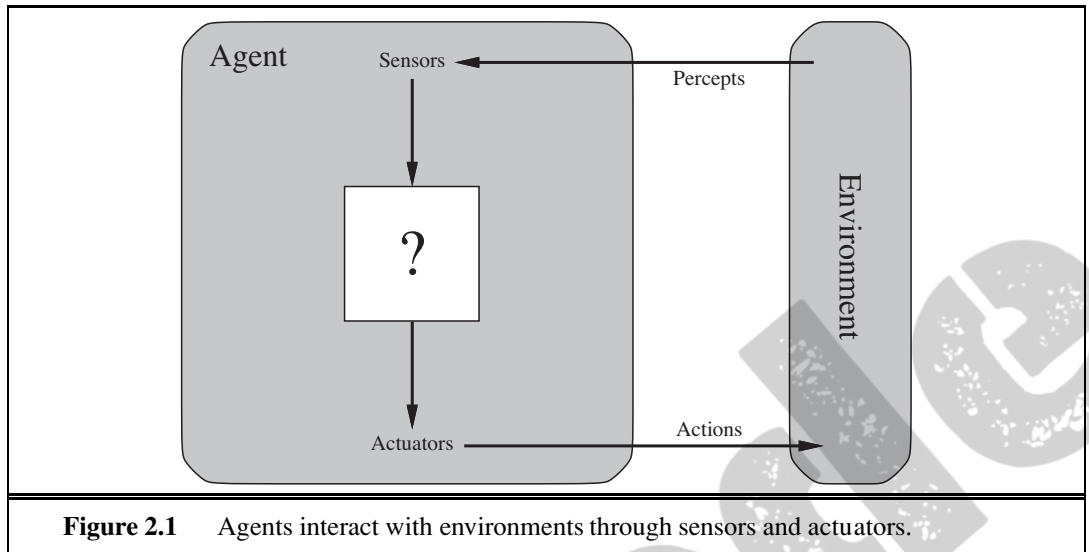 Agent
Sensors
Percepts
?
Environment
Actuators
Actions
Figure 2.1 Agents interact with environments through sensors and actuators.